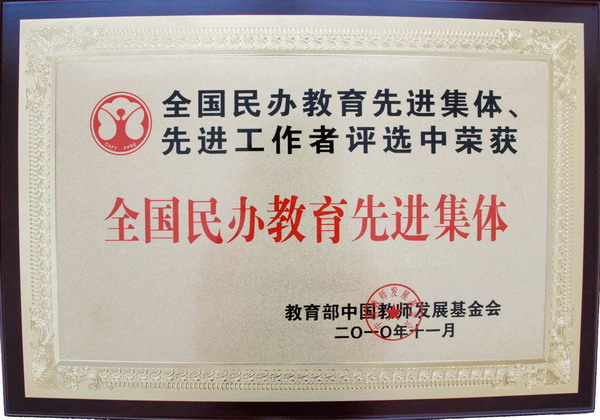 全国民办教育先进集体、
先进工作者评选中荣获
全国民办教育先进集体
教育部中国教师发展基金会
二〇一〇年十一月